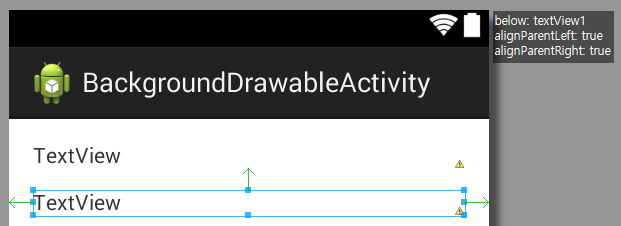 below: textView1
alignParentLeft: true
alignParentRight: true
BackgroundDrawableActivity
TextView
TextView